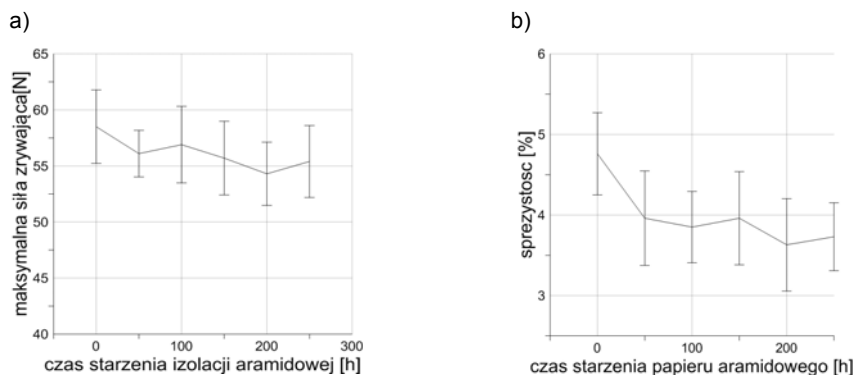 a)
b)
maksymalna siła zrywająca[N]
65
60
55
50
45
40
0
100
200
300
czas starzenia izolacji aramidowej [h]
sprezystosc [%]
6
5
4
3
0
100
200
czas starzenia papieru aramidowego [h]